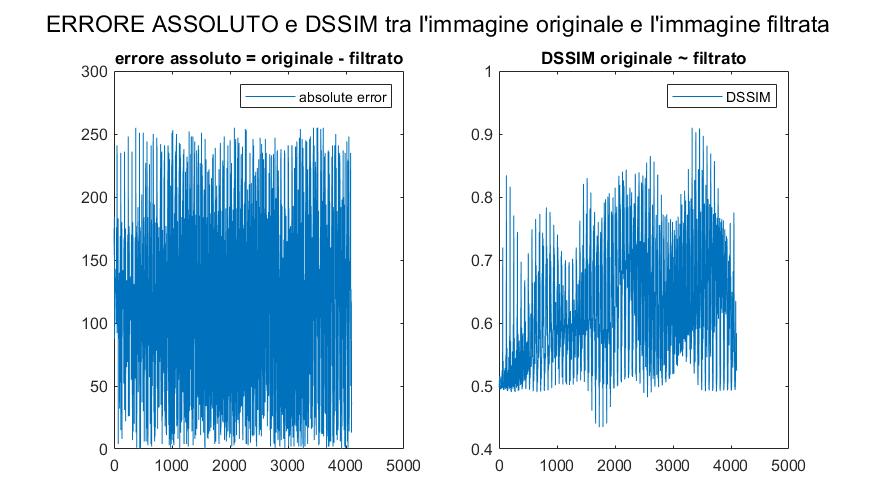 ERRORE ASSOLUTO e DSSIM tra l'immagine originale e l'immagine filtrata
errore assoluto = originale - filtrato
300
250
200
150
100
50
0
absolute error
0 1000 2000 3000 4000 5000
DSSIM originale ~ filtrato
1
0.9
0.8
0.7
0.6
0.5
0.4
DSSIM
0 1000 2000 3000 4000 5000